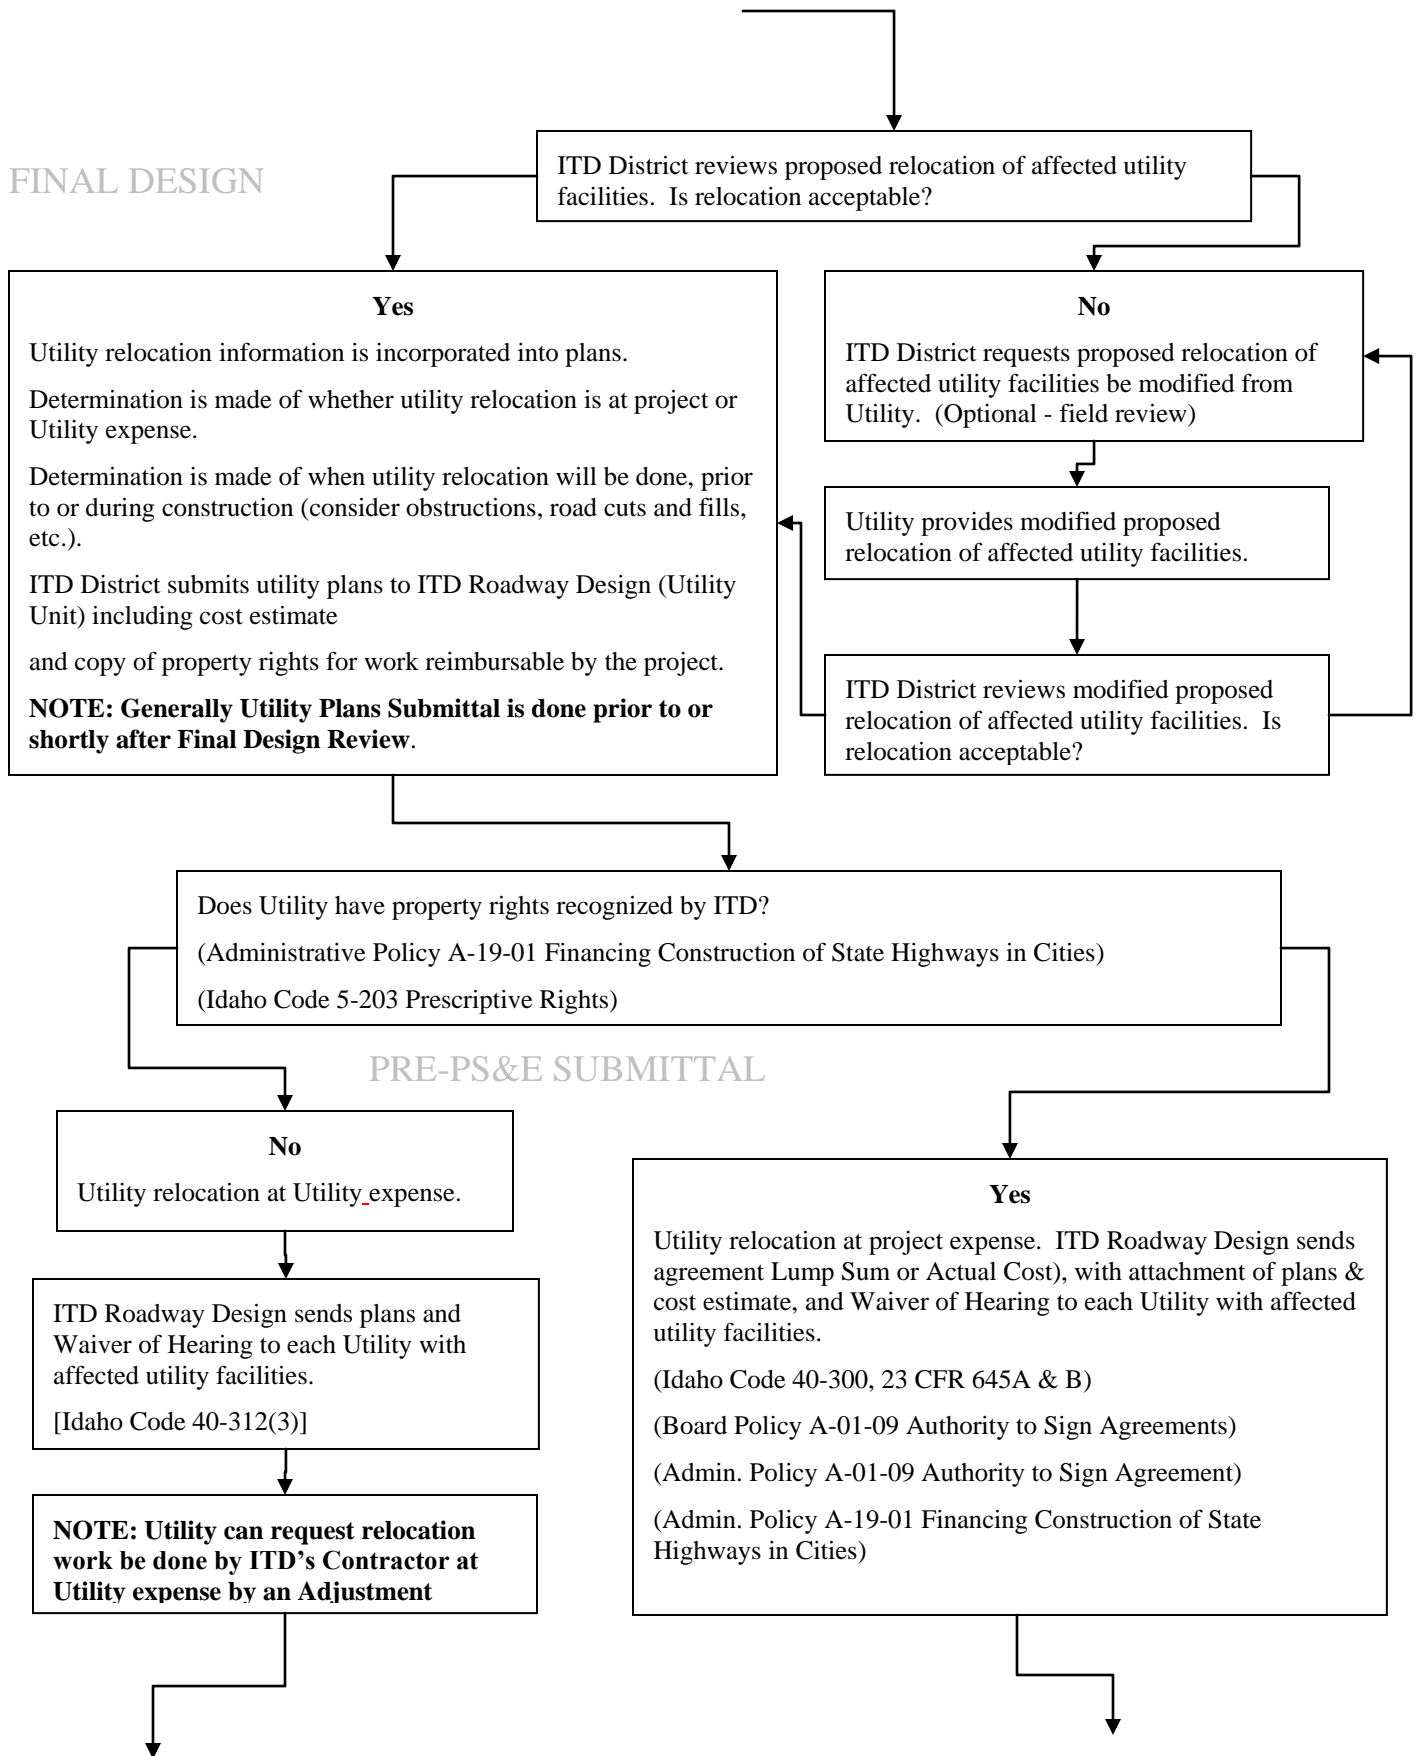 ITD District reviews proposed relocation of affected utility
facilities.  Is relocation acceptable?
FINAL DESIGN
Yes
Utility relocation information is incorporated into plans.
Determination is made of whether utility relocation is at project or
Utility expense.
Determination is made of when utility relocation will be done, prior
to or during construction (consider obstructions, road cuts and fills,
etc.).
ITD District submits utility plans to ITD Roadway Design (Utility
Unit) including cost estimate
and copy of property rights for work reimbursable by the project.
NOTE: Generally Utility Plans Submittal is done prior to or
shortly after Final Design Review.
No
ITD District requests proposed relocation of
affected utility facilities be modified from
Utility.  (Optional - field review)
Utility provides modified proposed
relocation of affected utility facilities.
ITD District reviews modified proposed
relocation of affected utility facilities.  Is
relocation acceptable?
Does Utility have property rights recognized by ITD?
(Administrative Policy A-19-01 Financing Construction of State Highways in Cities)
(Idaho Code 5-203 Prescriptive Rights)
PRE-PS&E SUBMITTAL
No
Utility relocation at Utility expense.
ITD Roadway Design sends plans and
Waiver of Hearing to each Utility with
affected utility facilities.
[Idaho Code 40-312(3)]
NOTE: Utility can request relocation
work be done by ITD’s Contractor at
Utility expense by an Adjustment
Yes
Utility relocation at project expense.  ITD Roadway Design sends
agreement Lump Sum or Actual Cost), with attachment of plans &
cost estimate, and Waiver of Hearing to each Utility with affected
utility facilities.
(Idaho Code 40-300, 23 CFR 645A & B)
(Board Policy A-01-09 Authority to Sign Agreements)
(Admin. Policy A-01-09 Authority to Sign Agreement)
(Admin. Policy A-19-01 Financing Construction of State
Highways in Cities)